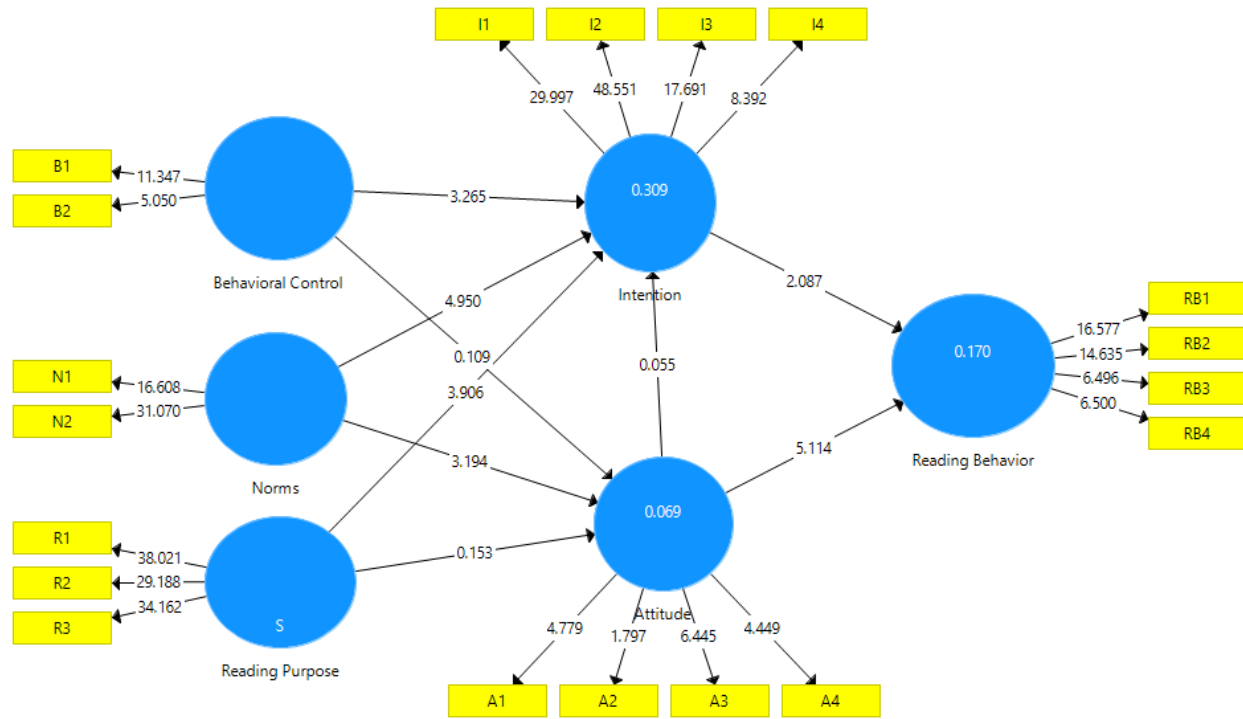 I1
I2
I3
I4
29.997
48.551
17.691
8.392
B1
B2
11.347
5.050
Behavioral Control
3.265
0.309
Intention
4.950
0.109
3.906
0.055
2.087
N1
N2
16.608
31.070
Norms
3.194
0.170
Reading Behavior
16.577
14.635
6.496
6.500
RB1
RB2
RB3
RB4
5.114
R1
R2
R3
38.021
29.188
34.162
S
Reading Purpose
0.153
0.069
Attitude
4.779
1.797
6.445
4.449
A1
A2
A3
A4